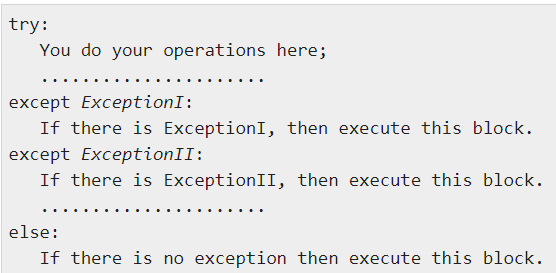 try:
You do your operations here;
......................
except ExceptionI:
If there is ExceptionI, then execute this block.
except ExceptionII:
If there is ExceptionII, then execute this block.
......................
else:
If there is no exception then execute this block.